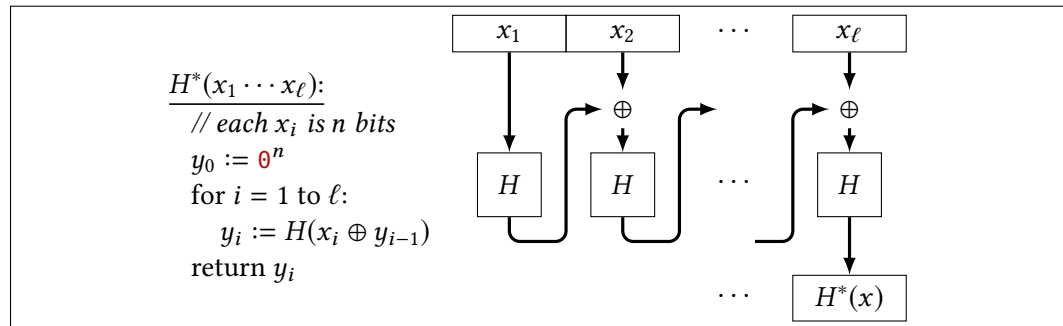 H*(x₁ ⋯ xℓ):
// each xᵢ is n bits
y₀ := 0ⁿ
for i = 1 to ℓ:
yᵢ := H(xᵢ ⊕ yᵢ₋₁)
return yᵢ
x₁ x₂ ⋯ xℓ
⊕ ⊕
H H ⋯ H
⋯ H*(x)